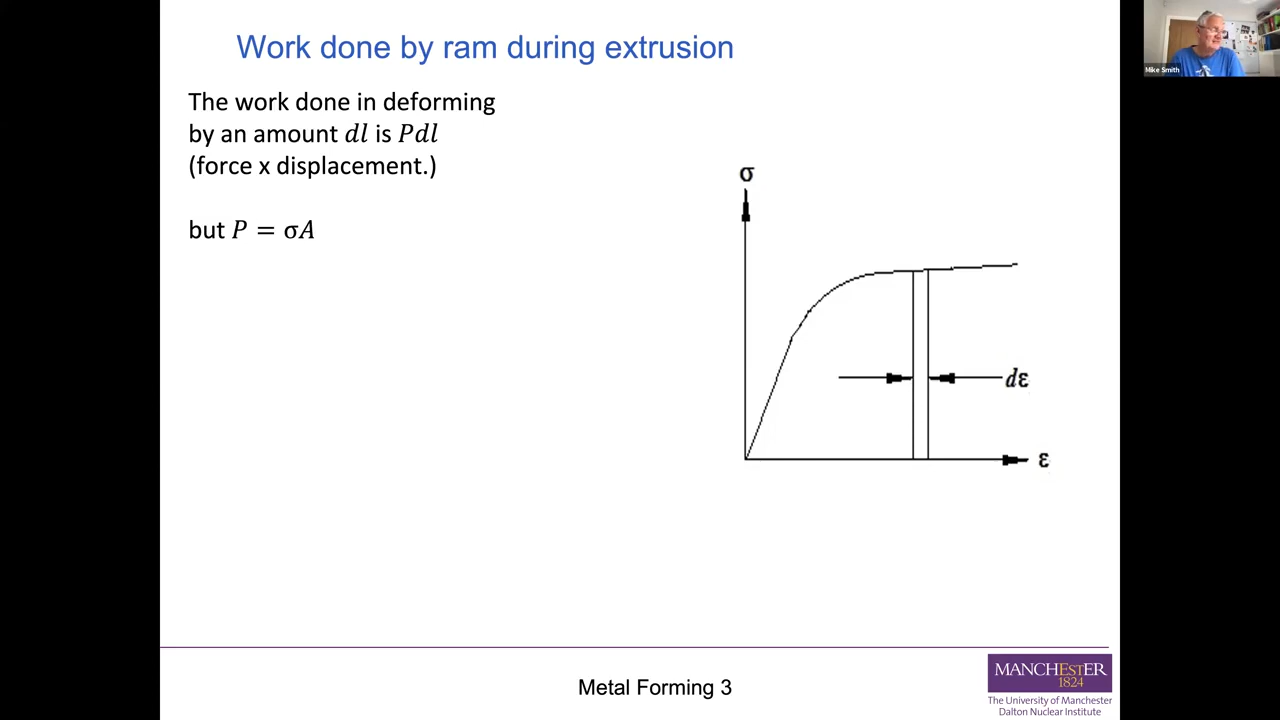 Work done by ram during extrusion
Mike Smith
The work done in deforming
by an amount 𝑑𝑙 is 𝑃𝑑𝑙
(force x displacement.)
but 𝑃 = σ𝐴
σ
dε
ε
Metal Forming 3
MANCHESTER
1824
The University of Manchester
Dalton Nuclear Institute